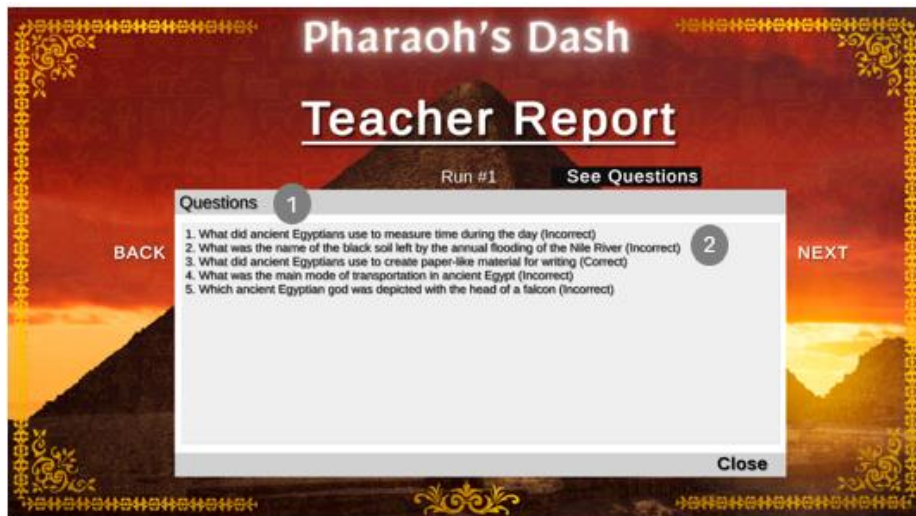 Pharaoh's Dash
Teacher Report
Run #1 See Questions
Questions 1
1. What did ancient Egyptians use to measure time during the day (Incorrect)
2. What was the name of the black soil left by the annual flooding of the Nile River (Incorrect) 2
3. What did ancient Egyptians use to create paper-like material for writing (Correct)
4. What was the main mode of transportation in ancient Egypt (Incorrect)
5. Which ancient Egyptian god was depicted with the head of a falcon (Incorrect)
BACK
NEXT
Close